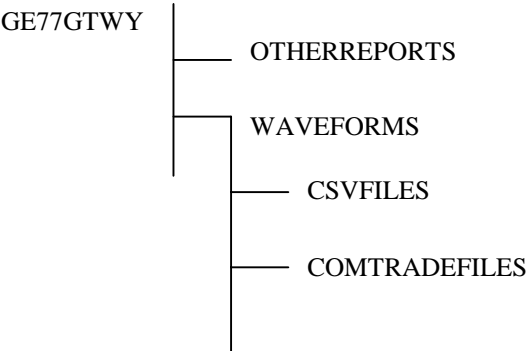 GE77GTWY
OTHERREPORTS
WAVEFORMS
CSVFILES
COMTRADEFILES